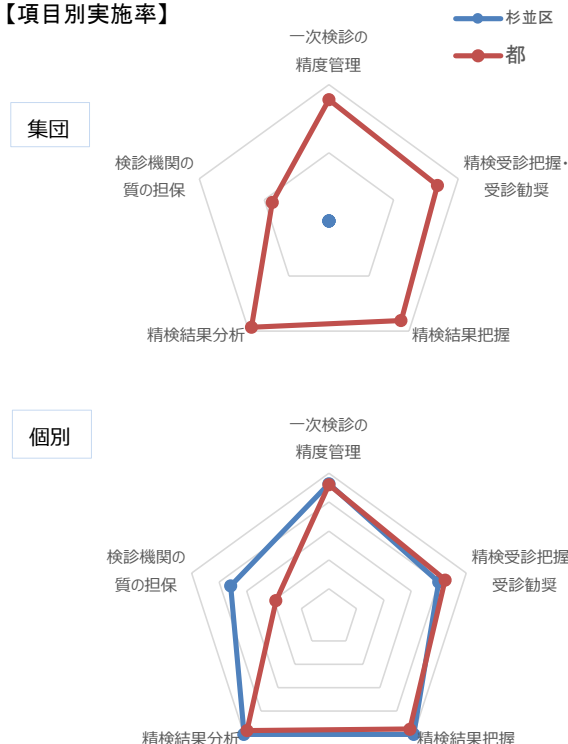 【項目別実施率】
杉並区
都
集団
一次検診の
精度管理
精検受診把握・
受診勧奨
精検結果把握
精検結果分析
検診機関の
質の担保
個別
一次検診の
精度管理
精検受診把握
受診勧奨
精検結果把握
精検結果分析
検診機関の
質の担保